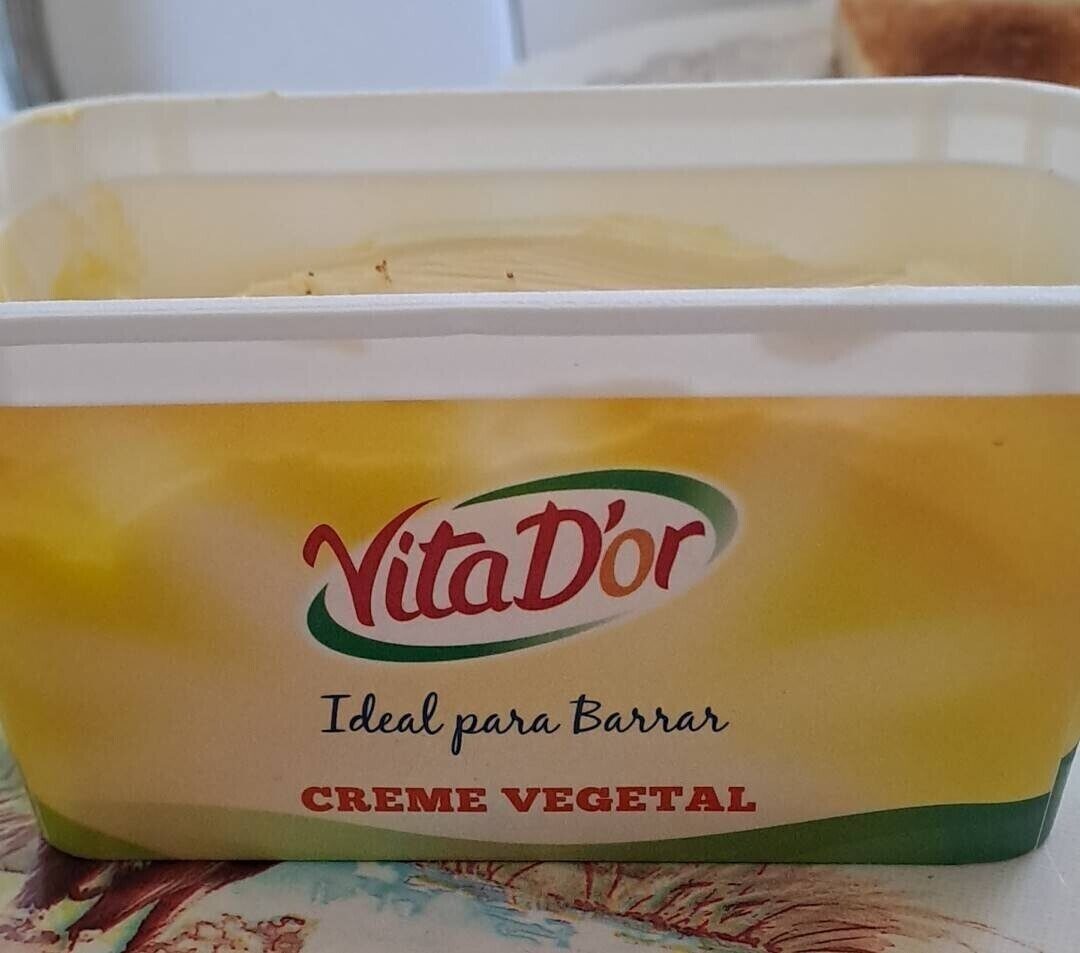 Vita D'or
Ideal para Barrar
CREME VEGETAL